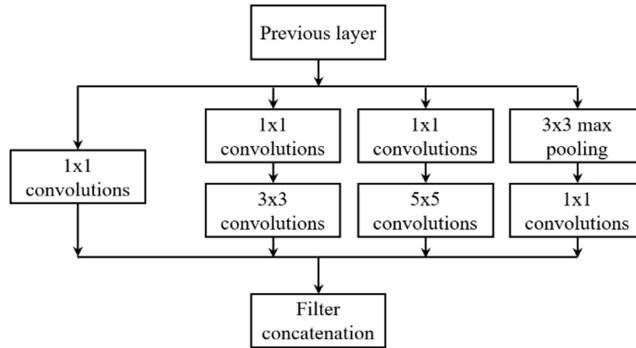 Previous layer
1x1
convolutions
1x1
convolutions
1x1
convolutions
3x3 max
pooling
3x3
convolutions
5x5
convolutions
1x1
convolutions
Filter
concatenation